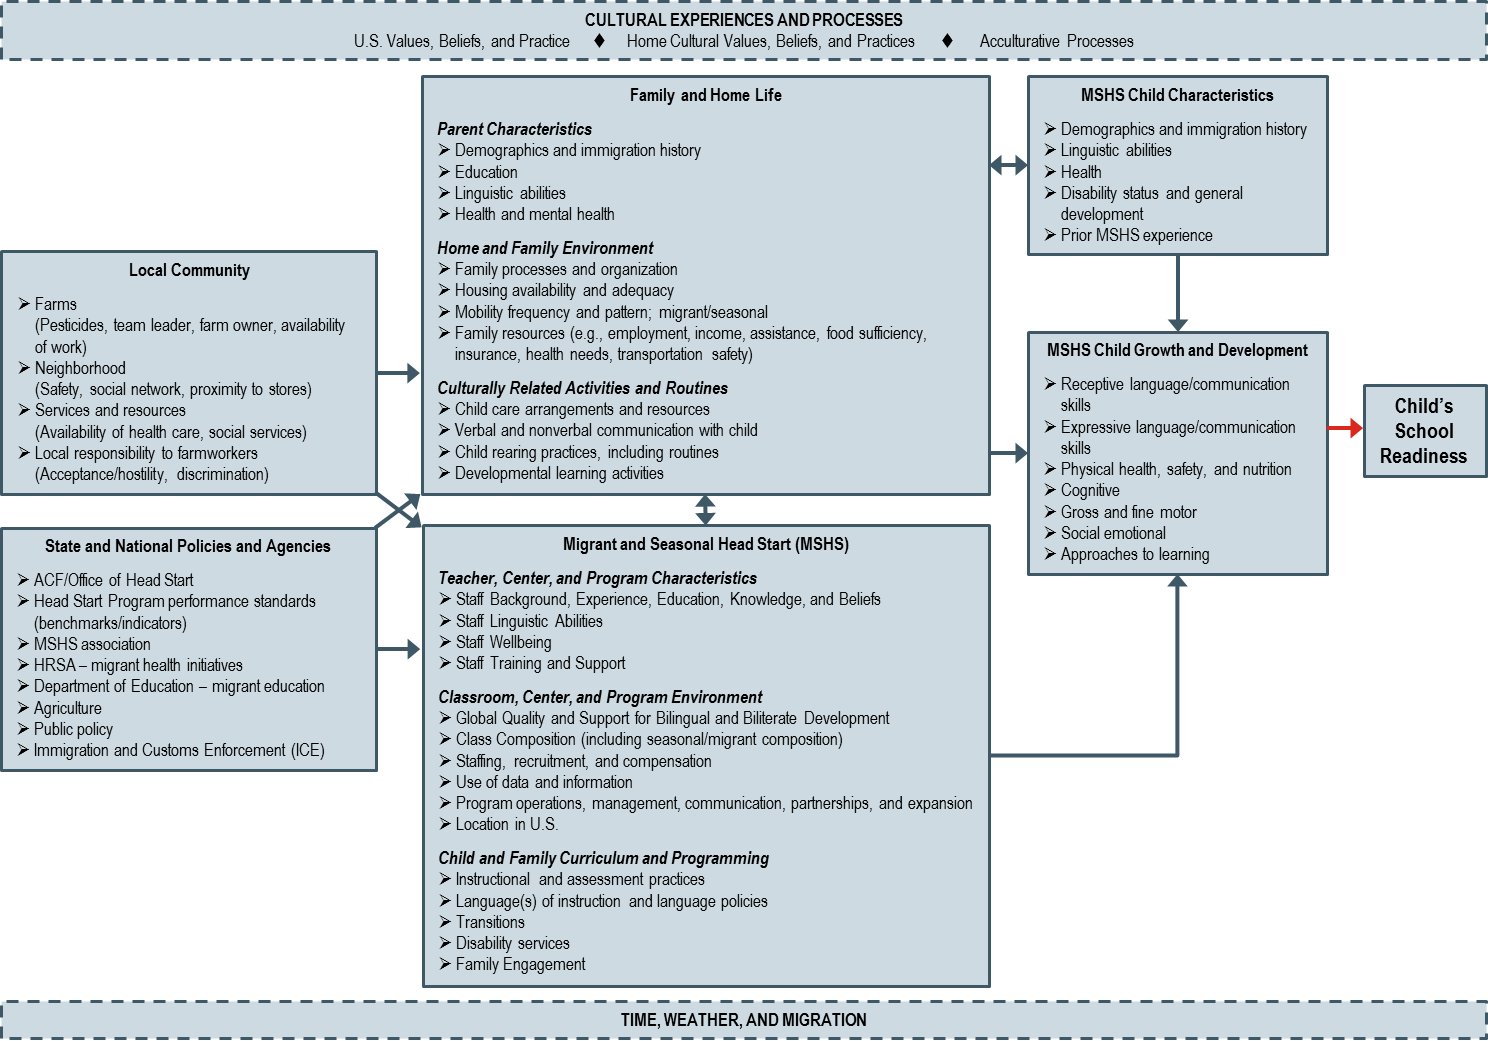 CULTURAL EXPERIENCES AND PROCESSES
U.S. Values, Beliefs, and Practice ♦ Home Cultural Values, Beliefs, and Practices ♦ Acculturative Processes
Local Community
➢ Farms
(Pesticides, team leader, farm owner, availability
of work)
➢ Neighborhood
(Safety, social network, proximity to stores)
➢ Services and resources
(Availability of health care, social services)
➢ Local responsibility to farmworkers
(Acceptance/hostility, discrimination)
State and National Policies and Agencies
➢ ACF/Office of Head Start
➢ Head Start Program performance standards
(benchmarks/indicators)
➢ MSHS association
➢ HRSA – migrant health initiatives
➢ Department of Education – migrant education
➢ Agriculture
➢ Public policy
➢ Immigration and Customs Enforcement (ICE)
Family and Home Life
Parent Characteristics
➢ Demographics and immigration history
➢ Education
➢ Linguistic abilities
➢ Health and mental health
Home and Family Environment
➢ Family processes and organization
➢ Housing availability and adequacy
➢ Mobility frequency and pattern; migrant/seasonal
➢ Family resources (e.g., employment, income, assistance, food sufficiency,
insurance, health needs, transportation safety)
Culturally Related Activities and Routines
➢ Child care arrangements and resources
➢ Verbal and nonverbal communication with child
➢ Child rearing practices, including routines
➢ Developmental learning activities
Migrant and Seasonal Head Start (MSHS)
Teacher, Center, and Program Characteristics
➢ Staff Background, Experience, Education, Knowledge, and Beliefs
➢ Staff Linguistic Abilities
➢ Staff Wellbeing
➢ Staff Training and Support
Classroom, Center, and Program Environment
➢ Global Quality and Support for Bilingual and Biliterate Development
➢ Class Composition (including seasonal/migrant composition)
➢ Staffing, recruitment, and compensation
➢ Use of data and information
➢ Program operations, management, communication, partnerships, and expansion
➢ Location in U.S.
Child and Family Curriculum and Programming
➢ Instructional and assessment practices
➢ Language(s) of instruction and language policies
➢ Transitions
➢ Disability services
➢ Family Engagement
MSHS Child Characteristics
➢ Demographics and immigration history
➢ Linguistic abilities
➢ Health
➢ Disability status and general
development
➢ Prior MSHS experience
MSHS Child Growth and Development
➢ Receptive language/communication
skills
➢ Expressive language/communication
skills
➢ Physical health, safety, and nutrition
➢ Cognitive
➢ Gross and fine motor
➢ Social emotional
➢ Approaches to learning
Child's
School
Readiness
TIME, WEATHER, AND MIGRATION